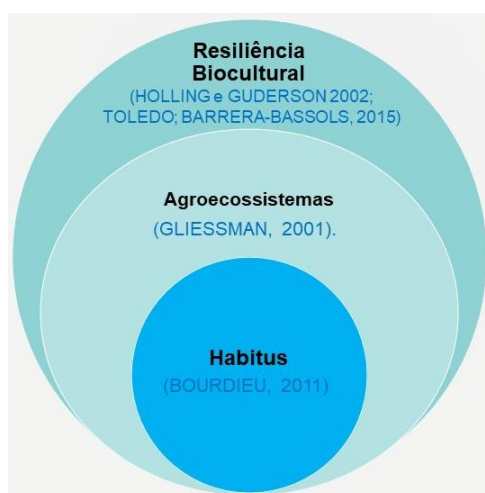 Resiliência
Biocultural
(HOLLING e GUDERSON 2002;
TOLEDO; BARRERA-BASSOLS, 2015)
Agroecossistemas
(GLIESSMAN, 2001).
Habitus
(BOURDIEU, 2011)